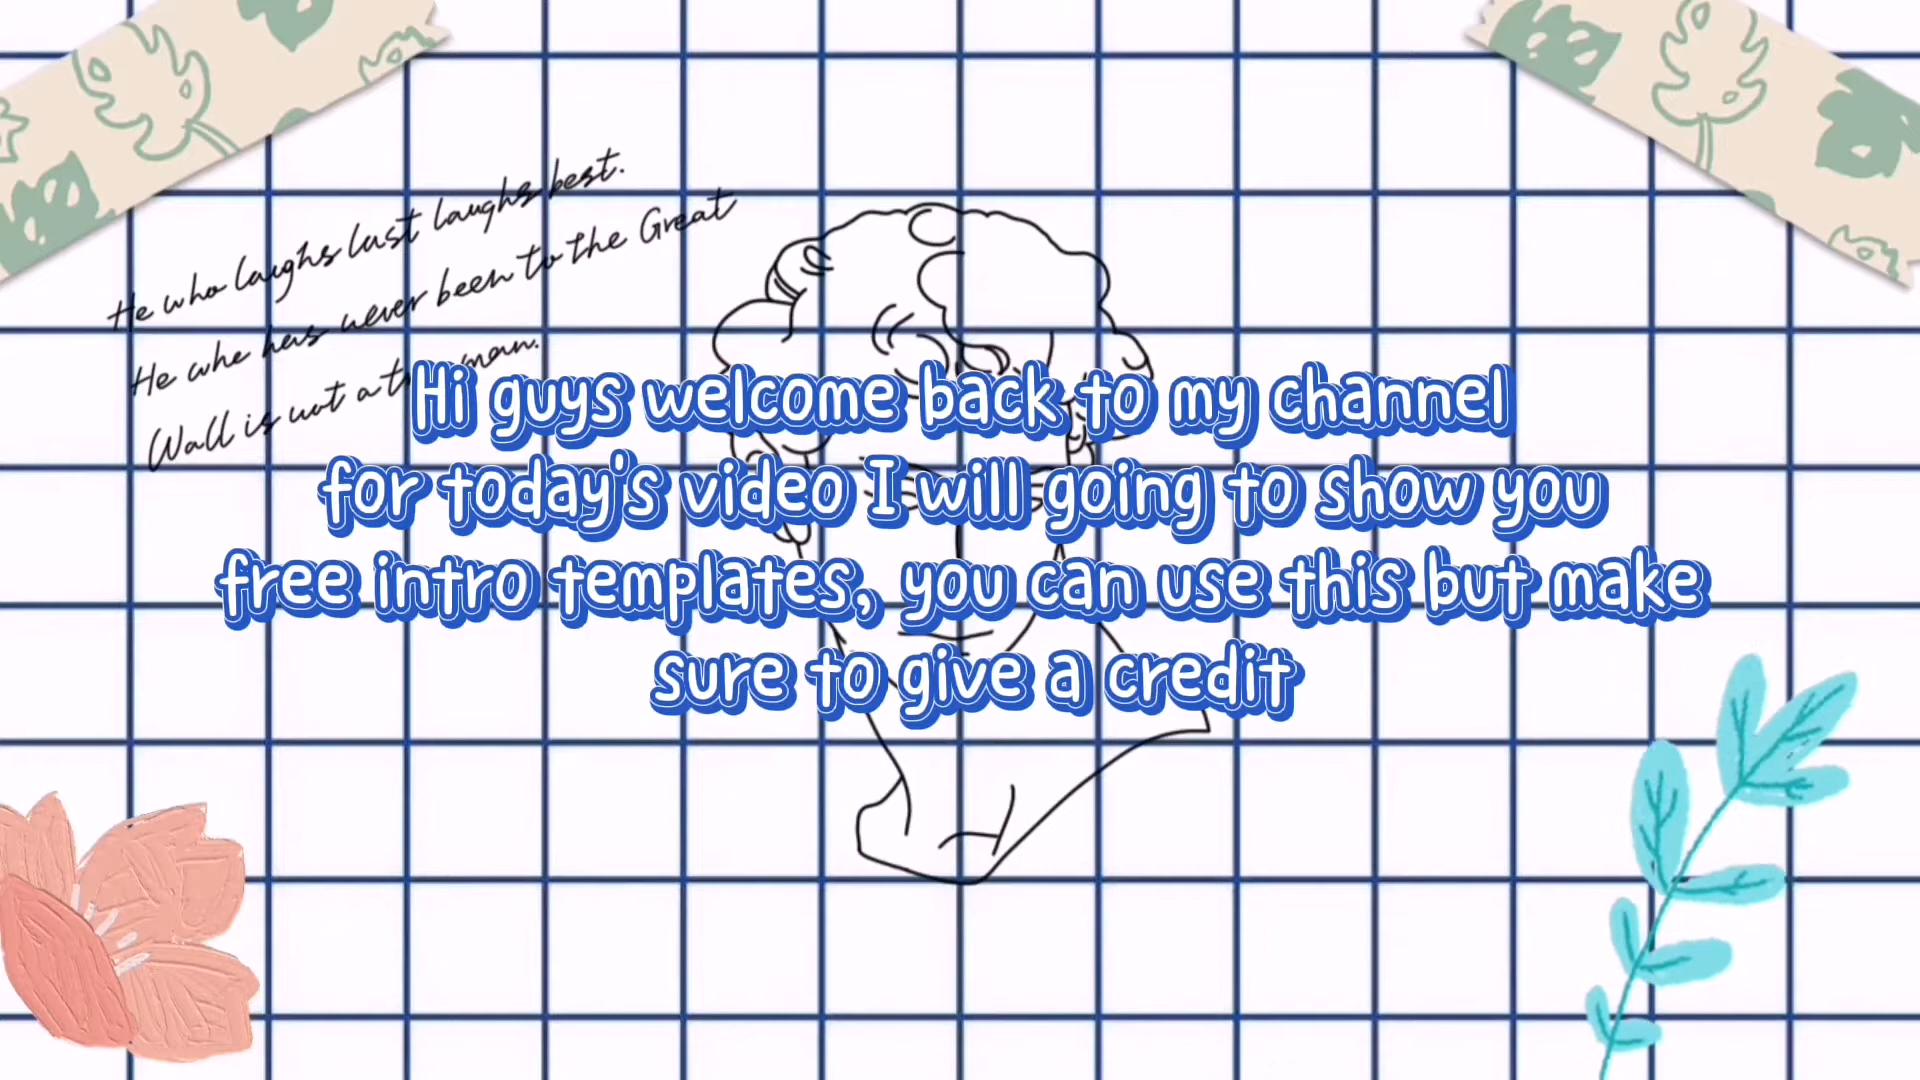 He who laughs last laughs best.
He who has never been to the Great
Wall is not a man.
Hi guys welcome back to my channel
for today's video I will going to show you
free intro templates, you can use this but make
sure to give a credit